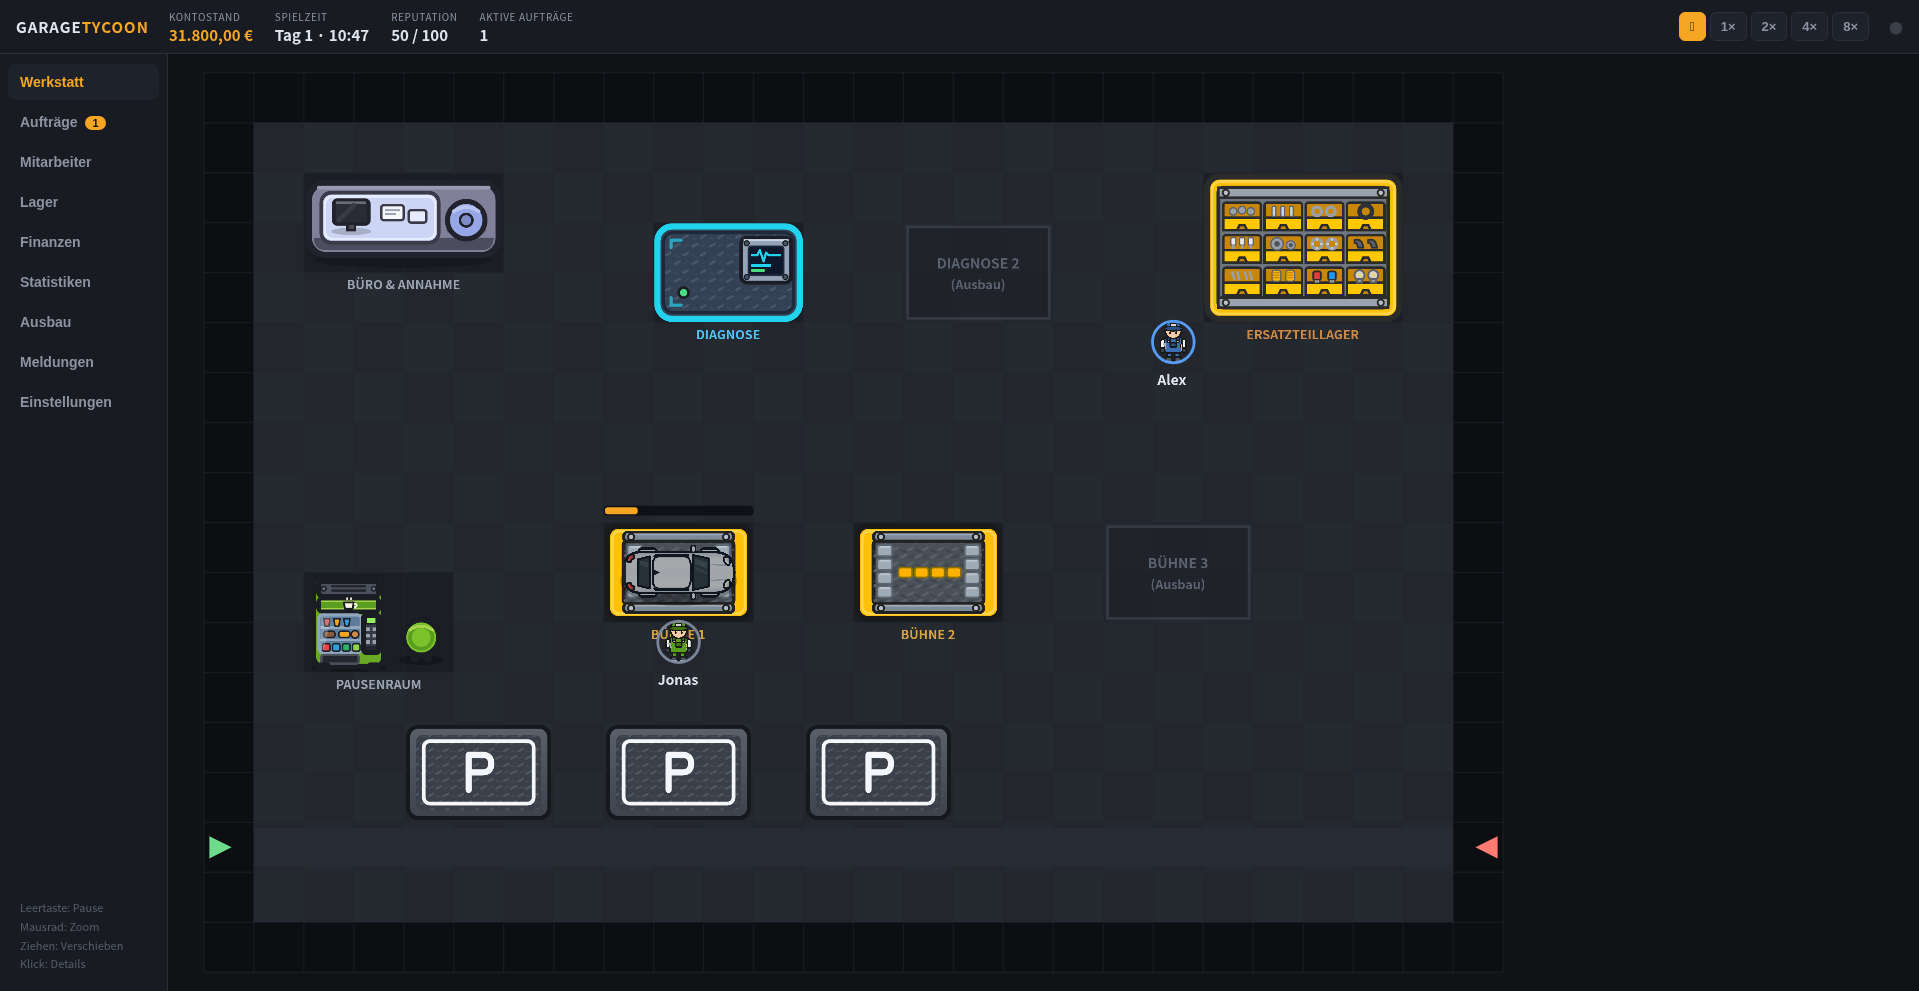 GARAGETYCOON
KONTOSTAND
31.800,00 €
SPIELZEIT
Tag 1 · 10:47
REPUTATION
50 / 100
AKTIVE AUFTRÄGE
1
1×
2×
4×
8×
Werkstatt
Aufträge 1
Mitarbeiter
Lager
Finanzen
Statistiken
Ausbau
Meldungen
Einstellungen
BÜRO & ANNAHME
DIAGNOSE
DIAGNOSE 2
(Ausbau)
ERSATZTEILLAGER
Alex
BÜHNE 1
Jonas
BÜHNE 2
BÜHNE 3
(Ausbau)
PAUSENRAUM
P
P
P
Leertaste: Pause
Mausrad: Zoom
Ziehen: Verschieben
Klick: Details